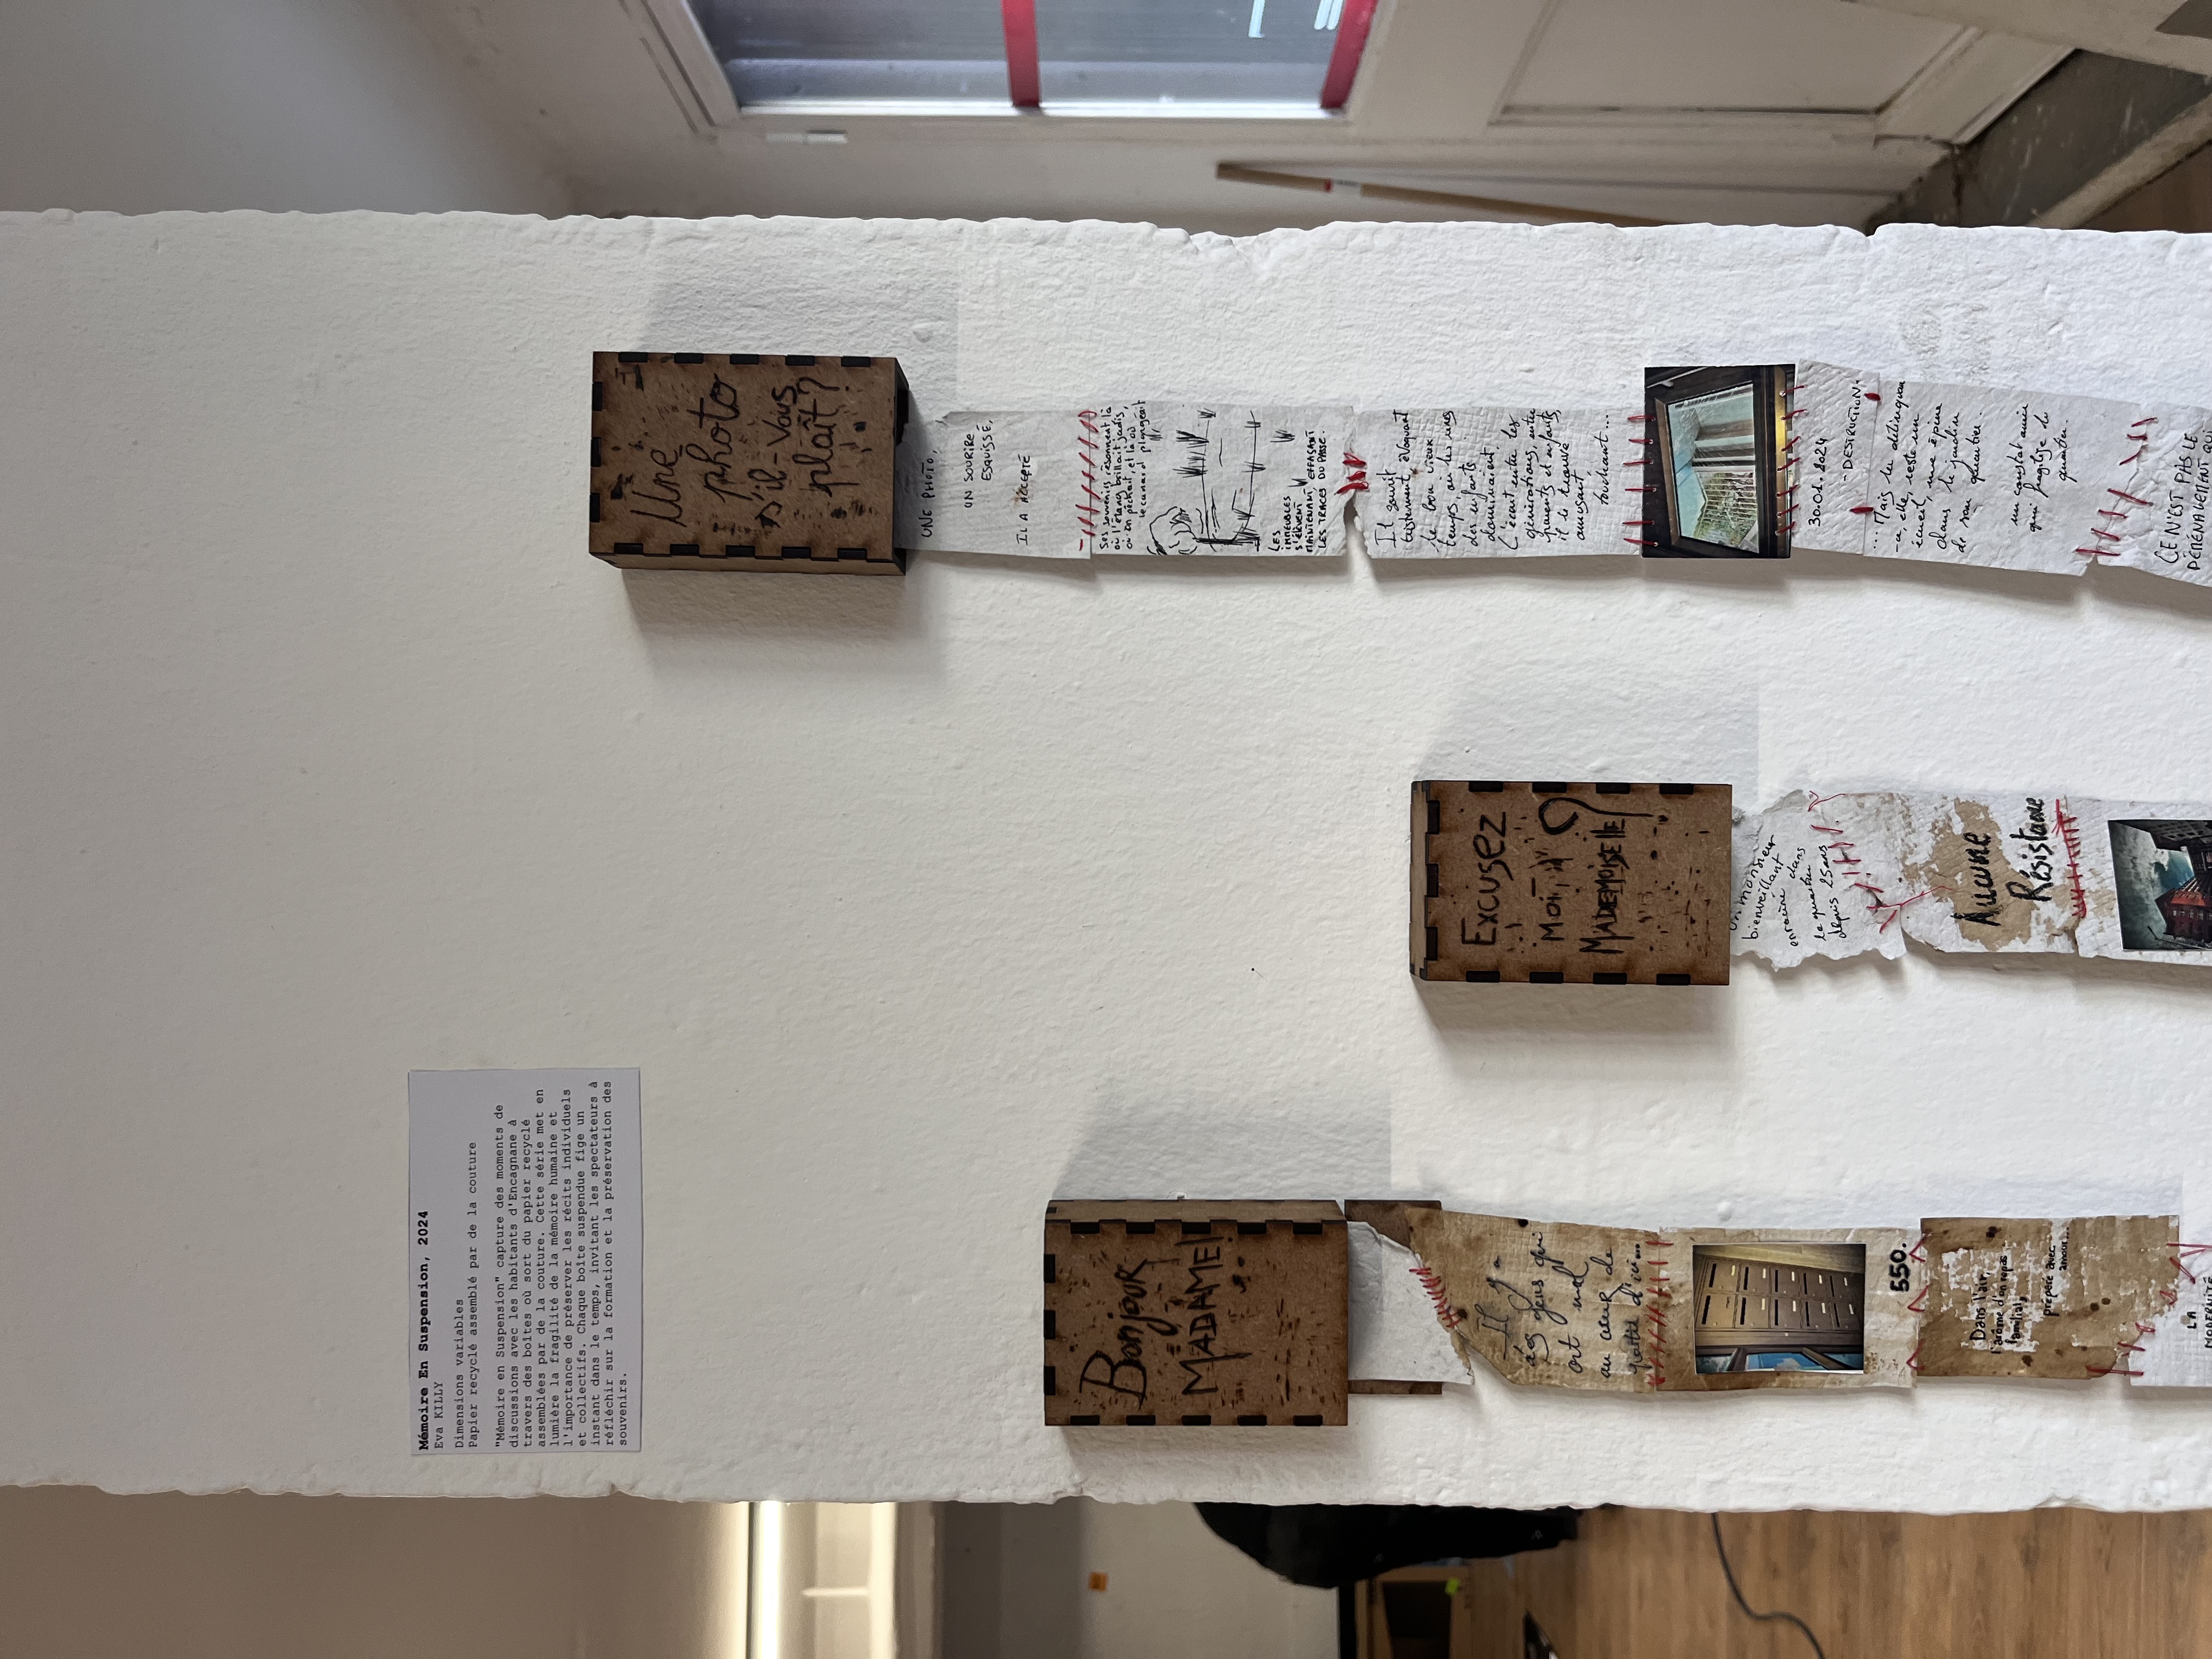 Mémoire En Suspension, 2024
Eva KILLY
Dimensions variables
Papier recyclé assemblé par de la couture
"Mémoire en Suspension" capture des moments de
discussions avec les habitants d'Encagnane à
travers des boîtes où sort du papier recyclé
assemblées par de la couture. Cette série met en
lumière la fragilité de la mémoire humaine et
l'importance de préserver les récits individuels
et collectifs. Chaque boîte suspendue fige un
instant dans le temps, invitant les spectateurs à
réfléchir sur la formation et la préservation des
souvenirs.
Bonjour
MADAME!
Il y a
des gens qui
ont mal
au cœur de
partir d'ici...
550.
Dans l'air,
l'arôme d'un repas
familial,
préparé avec
amour...
LA
MODERNITÉ
Excusez
Moi,
MADEMOISElle?
Un monsieur
bienveillant
enraciné dans
le quartier
depuis 25ans
Aucune
Résistance
Une
photo
s'il-vous
plaît?
UNE PHOTO,
UN SOURIRE
ESQUISSÉ,
IL A ACCEPTÉ
Ses souvenirs résonnent là
où l'étang brillait jadis,
où on pêchait, et là où
le canard plongeait
LES
IMMEUBLES
S'ÉLÈVENT
MAINTENANT, EFFAÇANT
LES TRACES DU PASSÉ.
Il sourit
tristement, évoquant
le bon vieux
temps, où les rires
des enfants
dominaient.
L'écart entre les
générations, entre
parents et enfants,
il le trouve
amusant,
touchant...
30.01.2024
-DESTRUCTION-
...Mais la délinquan
-ce, elle, reste un
écueil, une épine
dans le jardin
de son quartier.
un constat amer
qui fragilise le
quartier.
CE N'EST PAS LE
DÉMÉNAGEMENT QUI